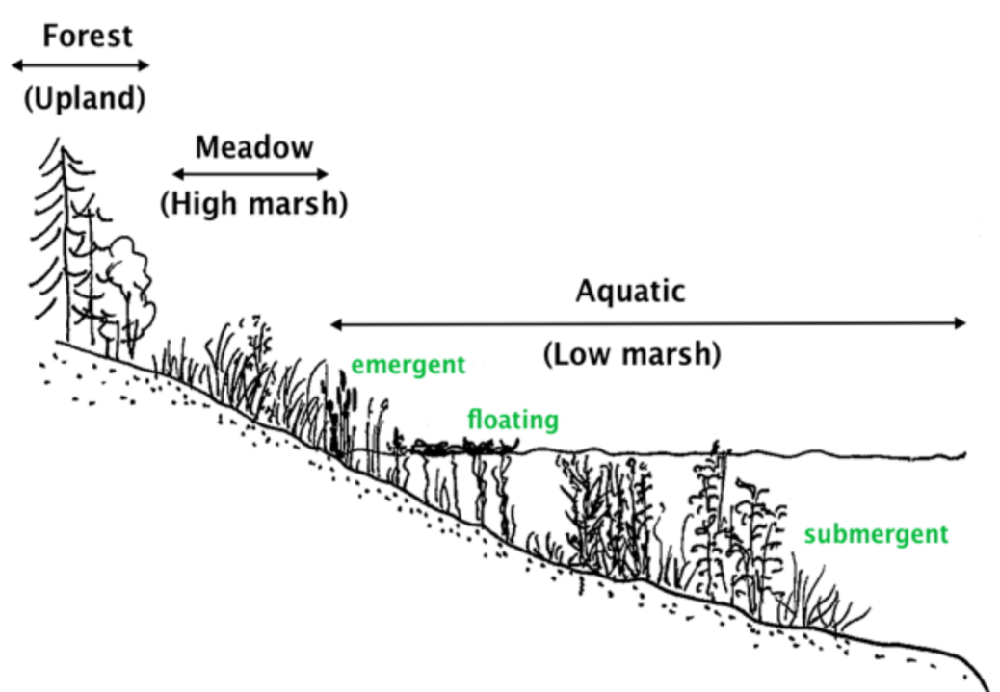 Forest
(Upland)
Meadow
(High marsh)
Aquatic
(Low marsh)
emergent
floating
submergent